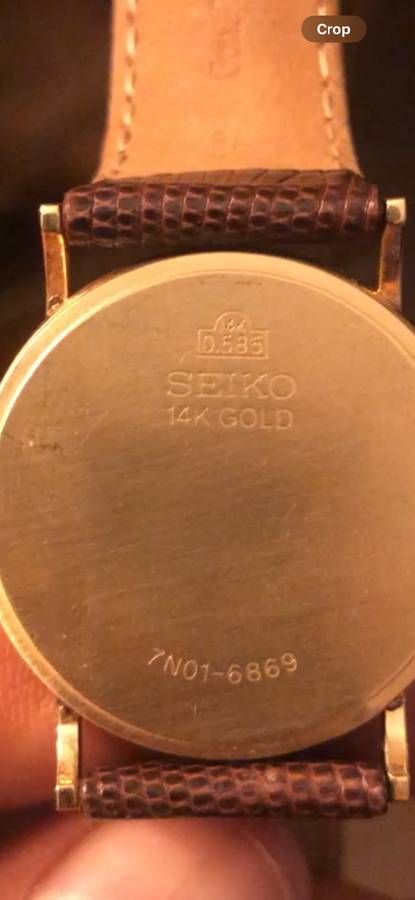 Crop
14K
0.585
SEIKO
14K GOLD
7N01-6869